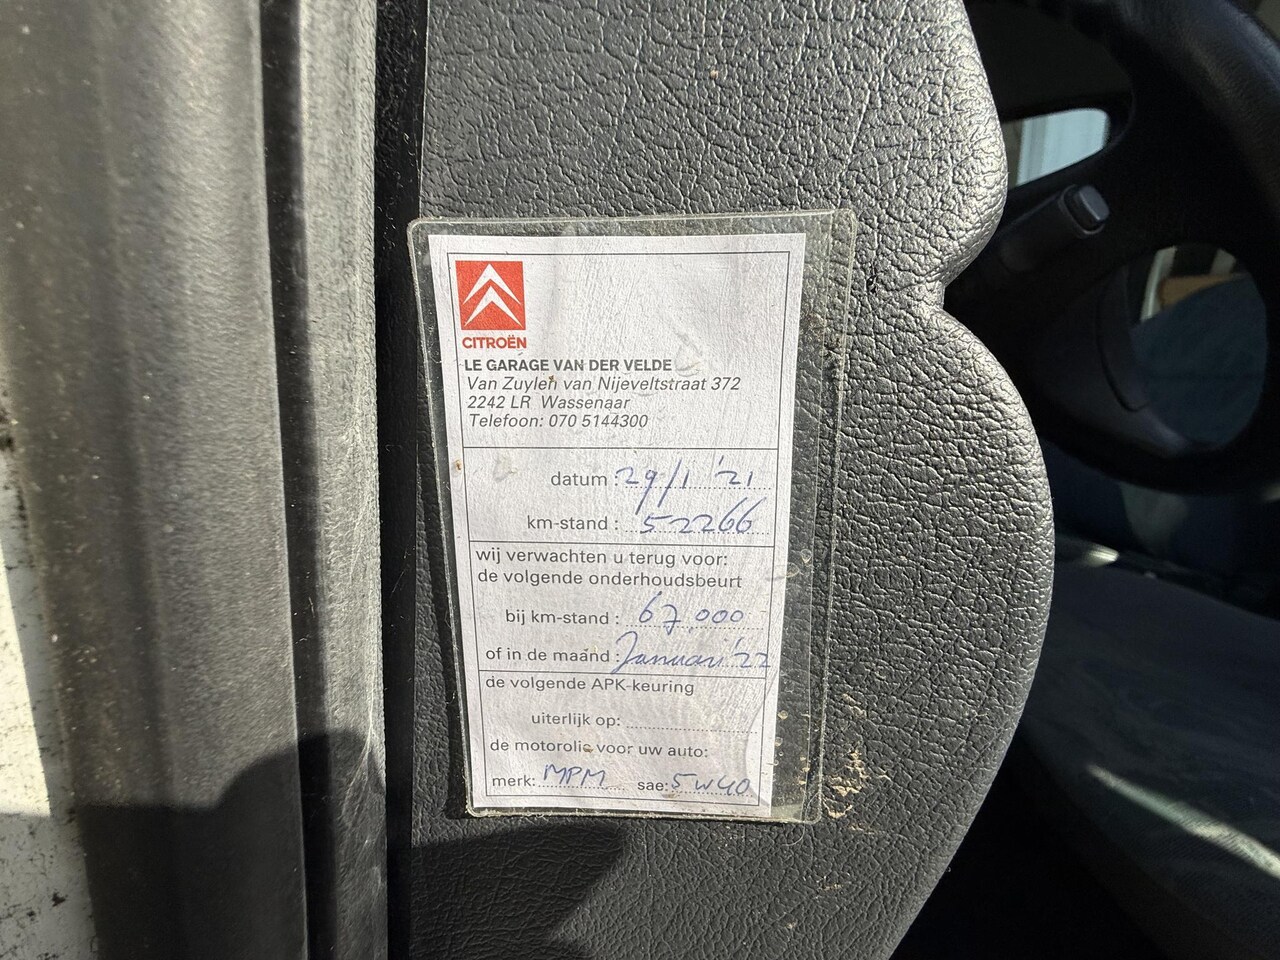 CITROËN
LE GARAGE VAN DER VELDE
Van Zuylen van Nijeveltstraat 372
2242 LR Wassenaar
Telefoon: 070 5144300
datum : 29/1 '21
km-stand : 52266
wij verwachten u terug voor:
de volgende onderhoudsbeurt
bij km-stand : 67.000
of in de maand : Januari '22
de volgende APK-keuring
uiterlijk op:
de motorolie voor uw auto:
merk: MPM sae: 5W40